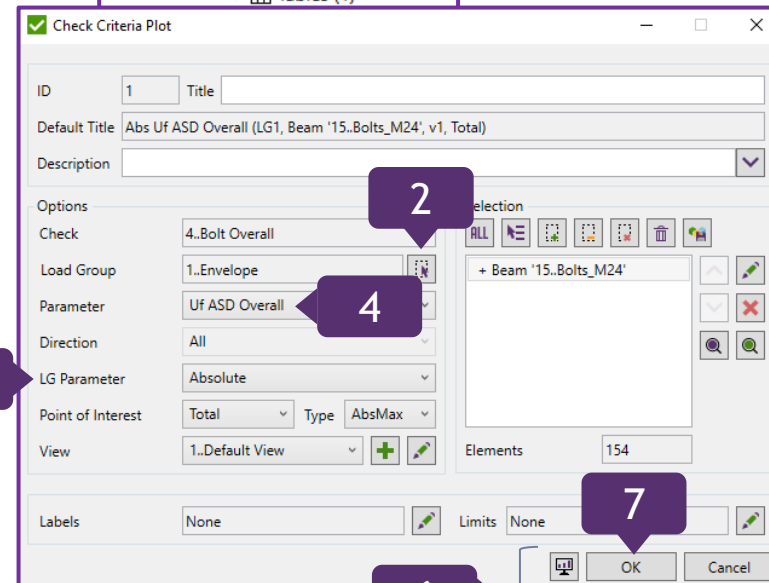 Check Criteria Plot
ID 1 Title
Default Title Abs Uf ASD Overall (LG1, Beam '15..Bolts_M24', v1, Total)
Description
2
Options
Check 4..Bolt Overall
ALL
Load Group 1..Envelope
+ Beam '15..Bolts_M24'
Parameter Uf ASD Overall 4
Direction All
LG Parameter Absolute
Point of Interest Total Type AbsMax
View 1..Default View
Elements 154
Labels None
Limits None
7
OK Cancel